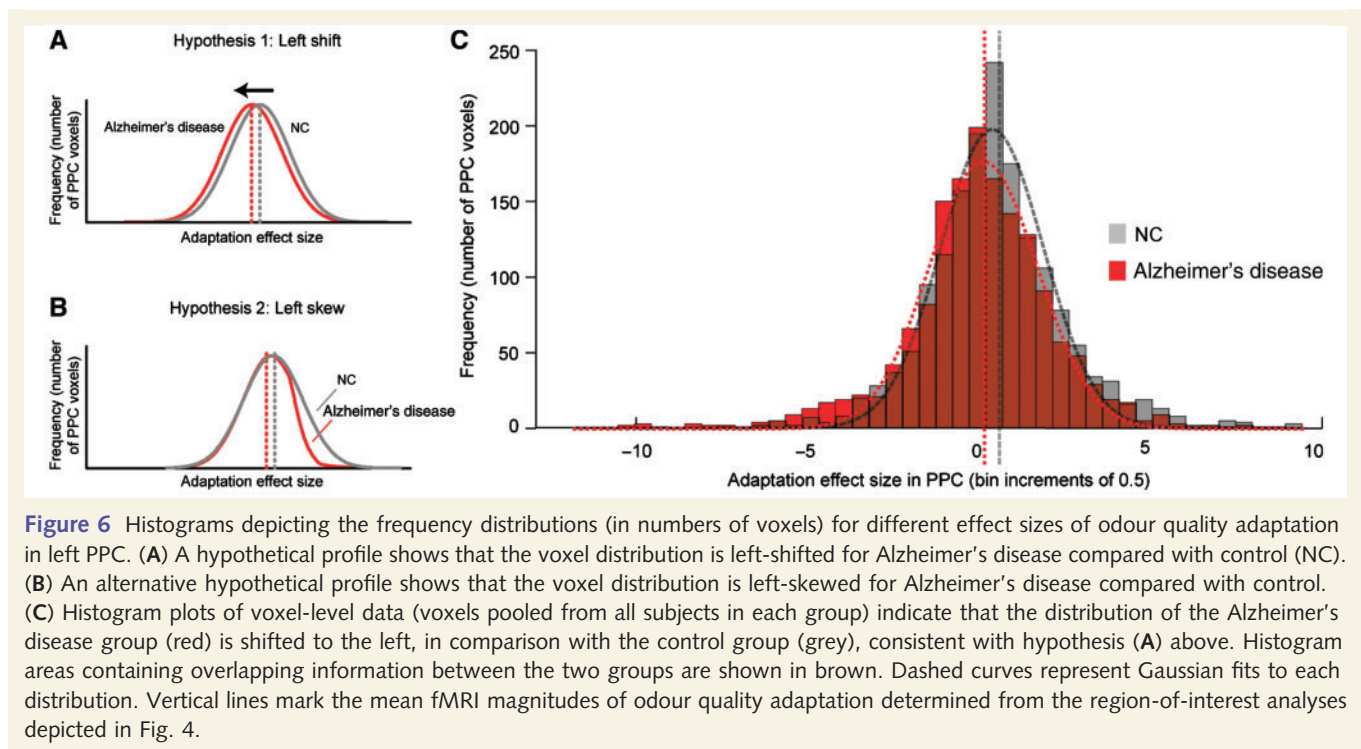 A
Hypothesis 1: Left shift
Frequency (number
of PPC voxels)
Alzheimer's disease
NC
Adaptation effect size
B
Hypothesis 2: Left skew
Frequency (number
of PPC voxels)
NC
Alzheimer's disease
Adaptation effect size
C
Frequency (number of PPC voxels)
250
200
150
100
50
0
−10
−5
0
5
10
Adaptation effect size in PPC (bin increments of 0.5)
NC
Alzheimer's disease
Figure 6 Histograms depicting the frequency distributions (in numbers of voxels) for different effect sizes of odour quality adaptation
in left PPC. (A) A hypothetical profile shows that the voxel distribution is left-shifted for Alzheimer's disease compared with control (NC).
(B) An alternative hypothetical profile shows that the voxel distribution is left-skewed for Alzheimer's disease compared with control.
(C) Histogram plots of voxel-level data (voxels pooled from all subjects in each group) indicate that the distribution of the Alzheimer's
disease group (red) is shifted to the left, in comparison with the control group (grey), consistent with hypothesis (A) above. Histogram
areas containing overlapping information between the two groups are shown in brown. Dashed curves represent Gaussian fits to each
distribution. Vertical lines mark the mean fMRI magnitudes of odour quality adaptation determined from the region-of-interest analyses
depicted in Fig. 4.